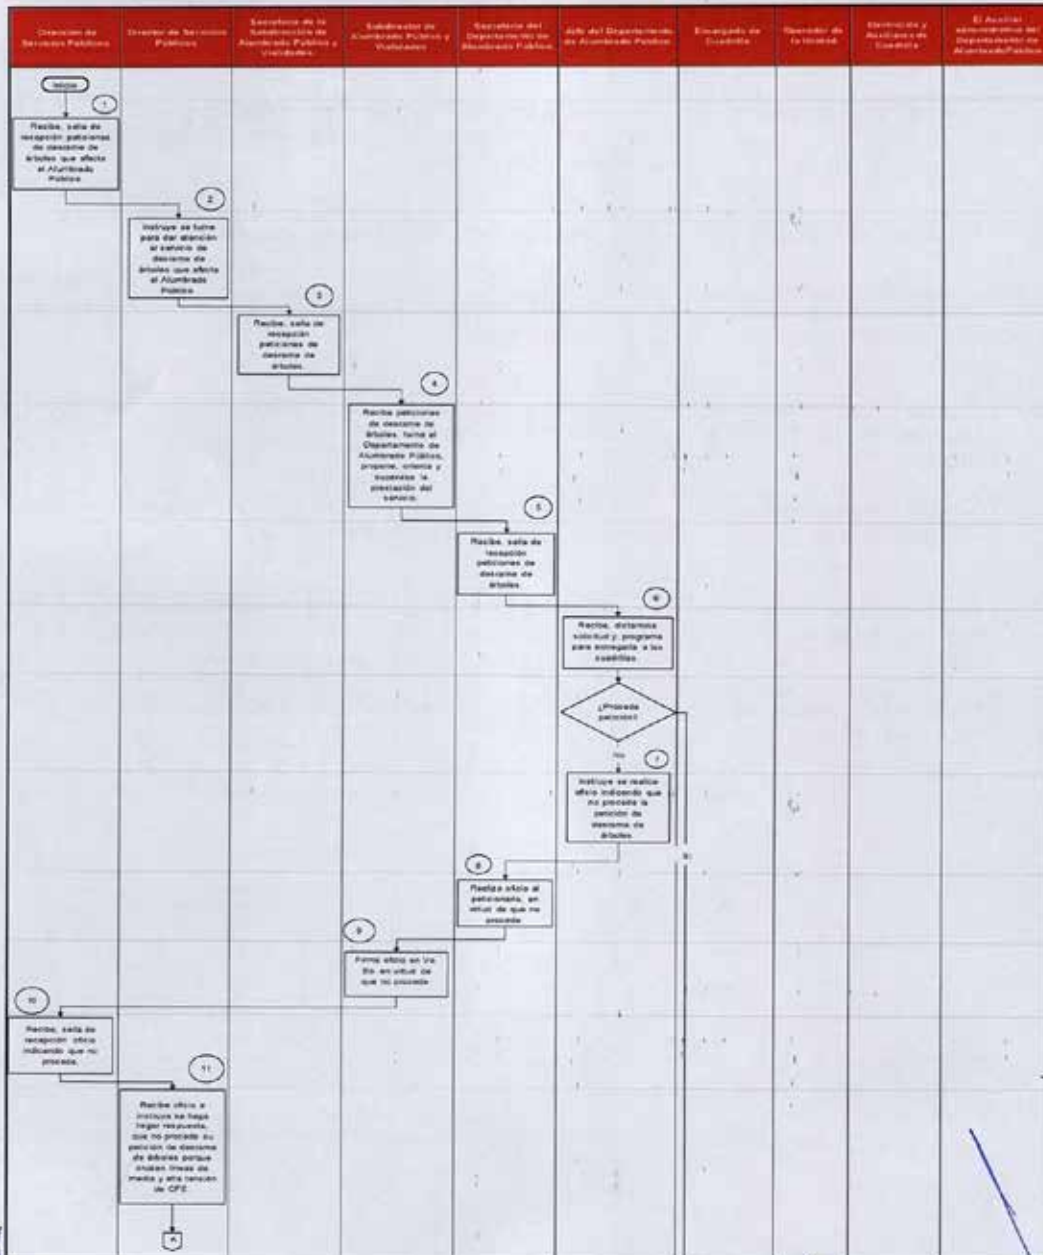 Dirección de
Servicios Públicos
Director de Servicios
Públicos
Secretaria de la
Subdirección de
Alumbrado Público y
Vialidades
Subdirector de
Alumbrado Público y
Vialidades
Secretaria del
Departamento de
Alumbrado Público
Jefe del Departamento
de Alumbrado Público
Encargado de
Cuadrilla
Operador de
la Unidad
Electricista y
Auxiliares de
Cuadrilla
El Auxiliar
administrativo del
Departamento de
Alumbrado Público
Inicio
1
Recibe, sella de
recepción peticiones
de desrame de
árboles que afecta
el Alumbrado
Público
2
Instruye se turne
para dar atención
al servicio de
desrame de
árboles que afecta
el Alumbrado
Público
3
Recibe, sella de
recepción
peticiones de
desrame de
árboles.
4
Recibe peticiones
de desrame de
árboles, turna al
Departamento de
Alumbrado Público,
propone, orienta y
supervisa la
prestación del
servicio.
5
Recibe, sella de
recepción
peticiones de
desrame de
árboles.
6
Recibe, dictamina
solicitud y, programa
para entregarla a las
cuadrillas.
¿Procede
petición?
No
7
Instruye se realice
oficio indicando que
no procede la
petición de
desrame de
árboles
Si
8
Realiza oficio al
peticionario, en
virtud de que no
procede
9
Firma oficio en Vo.
Bo. en virtud de
que no procede
10
Recibe, sella de
recepción oficio
indicando que no
procede.
11
Recibe oficio e
instruye se haga
llegar respuesta,
que no procede su
petición de desrame
de árboles porque
cruzan líneas de
media y alta tensión
de CFE.
A